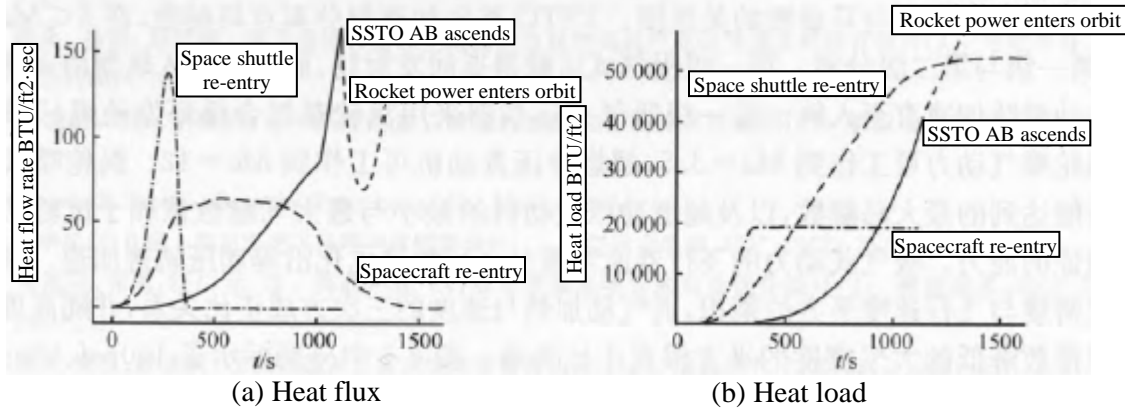 150
100
50
Heat flow rate BTU/ft2·sec
Space shuttle
re-entry
SSTO AB ascends
Rocket power enters orbit
Spacecraft re-entry
0
500
1000
1500
t/s
(a) Heat flux
50 000
40 000
30 000
20 000
10 000
Heat load BTU/ft2
Rocket power enters orbit
Space shuttle re-entry
SSTO AB ascends
Spacecraft re-entry
0
500
1000
1500
t/s
(b) Heat load